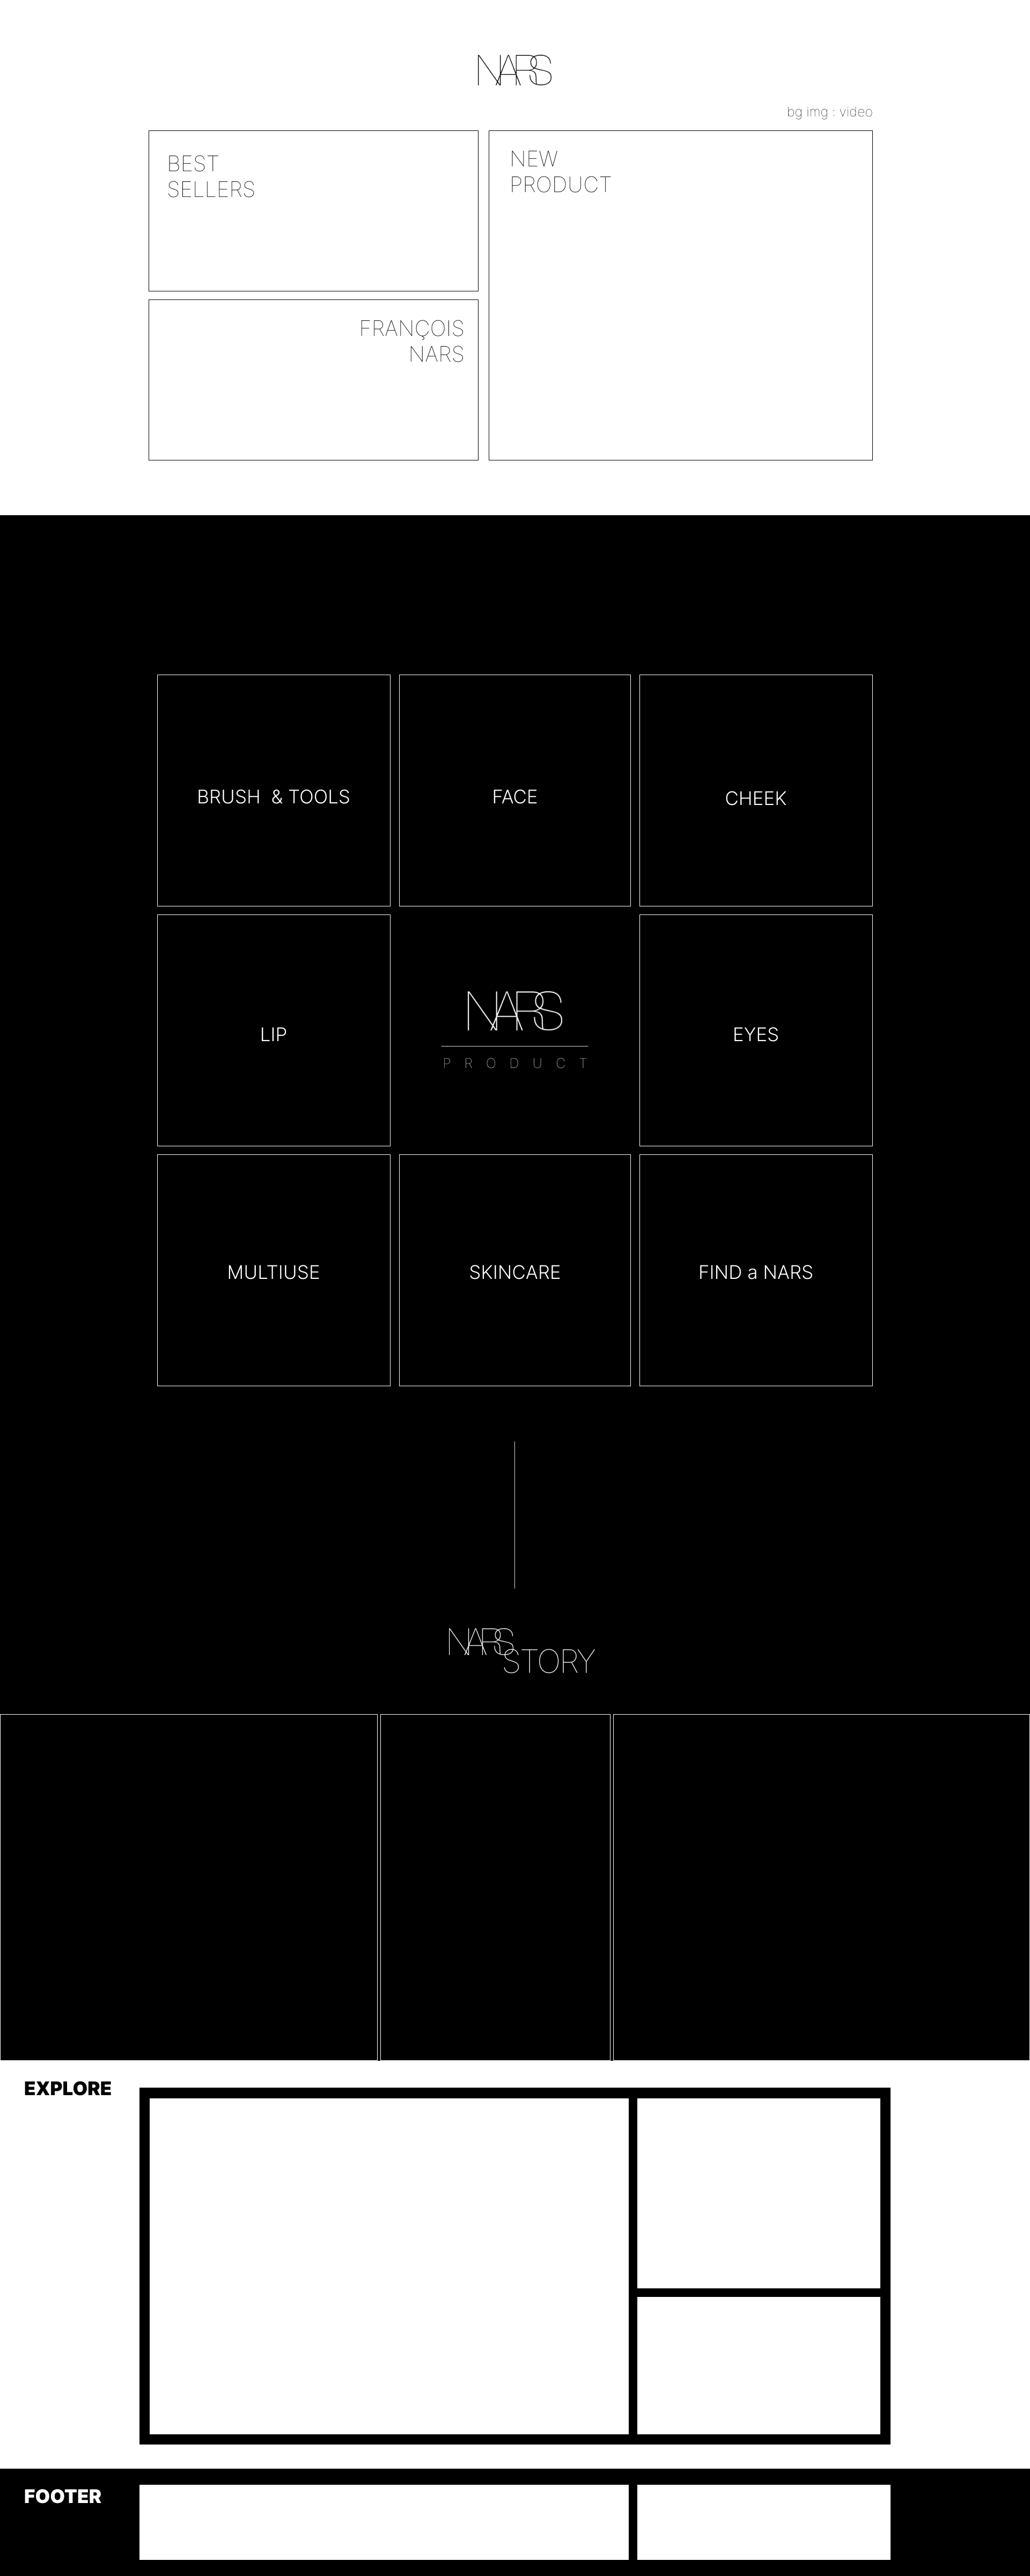 NARS
bg img : video
BEST
SELLERS
NEW
PRODUCT
FRANÇOIS
NARS
BRUSH  & TOOLS
FACE
CHEEK
LIP
NARS
PRODUCT
EYES
MULTIUSE
SKINCARE
FIND a NARS
NARS
STORY
EXPLORE
FOOTER